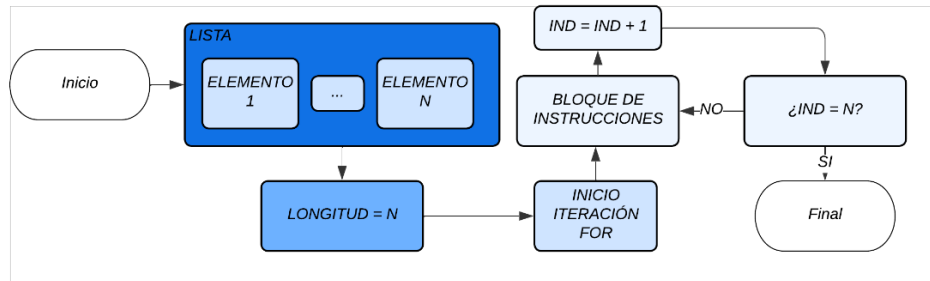 Inicio
LISTA
ELEMENTO
1
...
ELEMENTO
N
LONGITUD = N
INICIO
ITERACIÓN
FOR
BLOQUE DE
INSTRUCCIONES
IND = IND + 1
¿IND = N?
NO
SI
Final